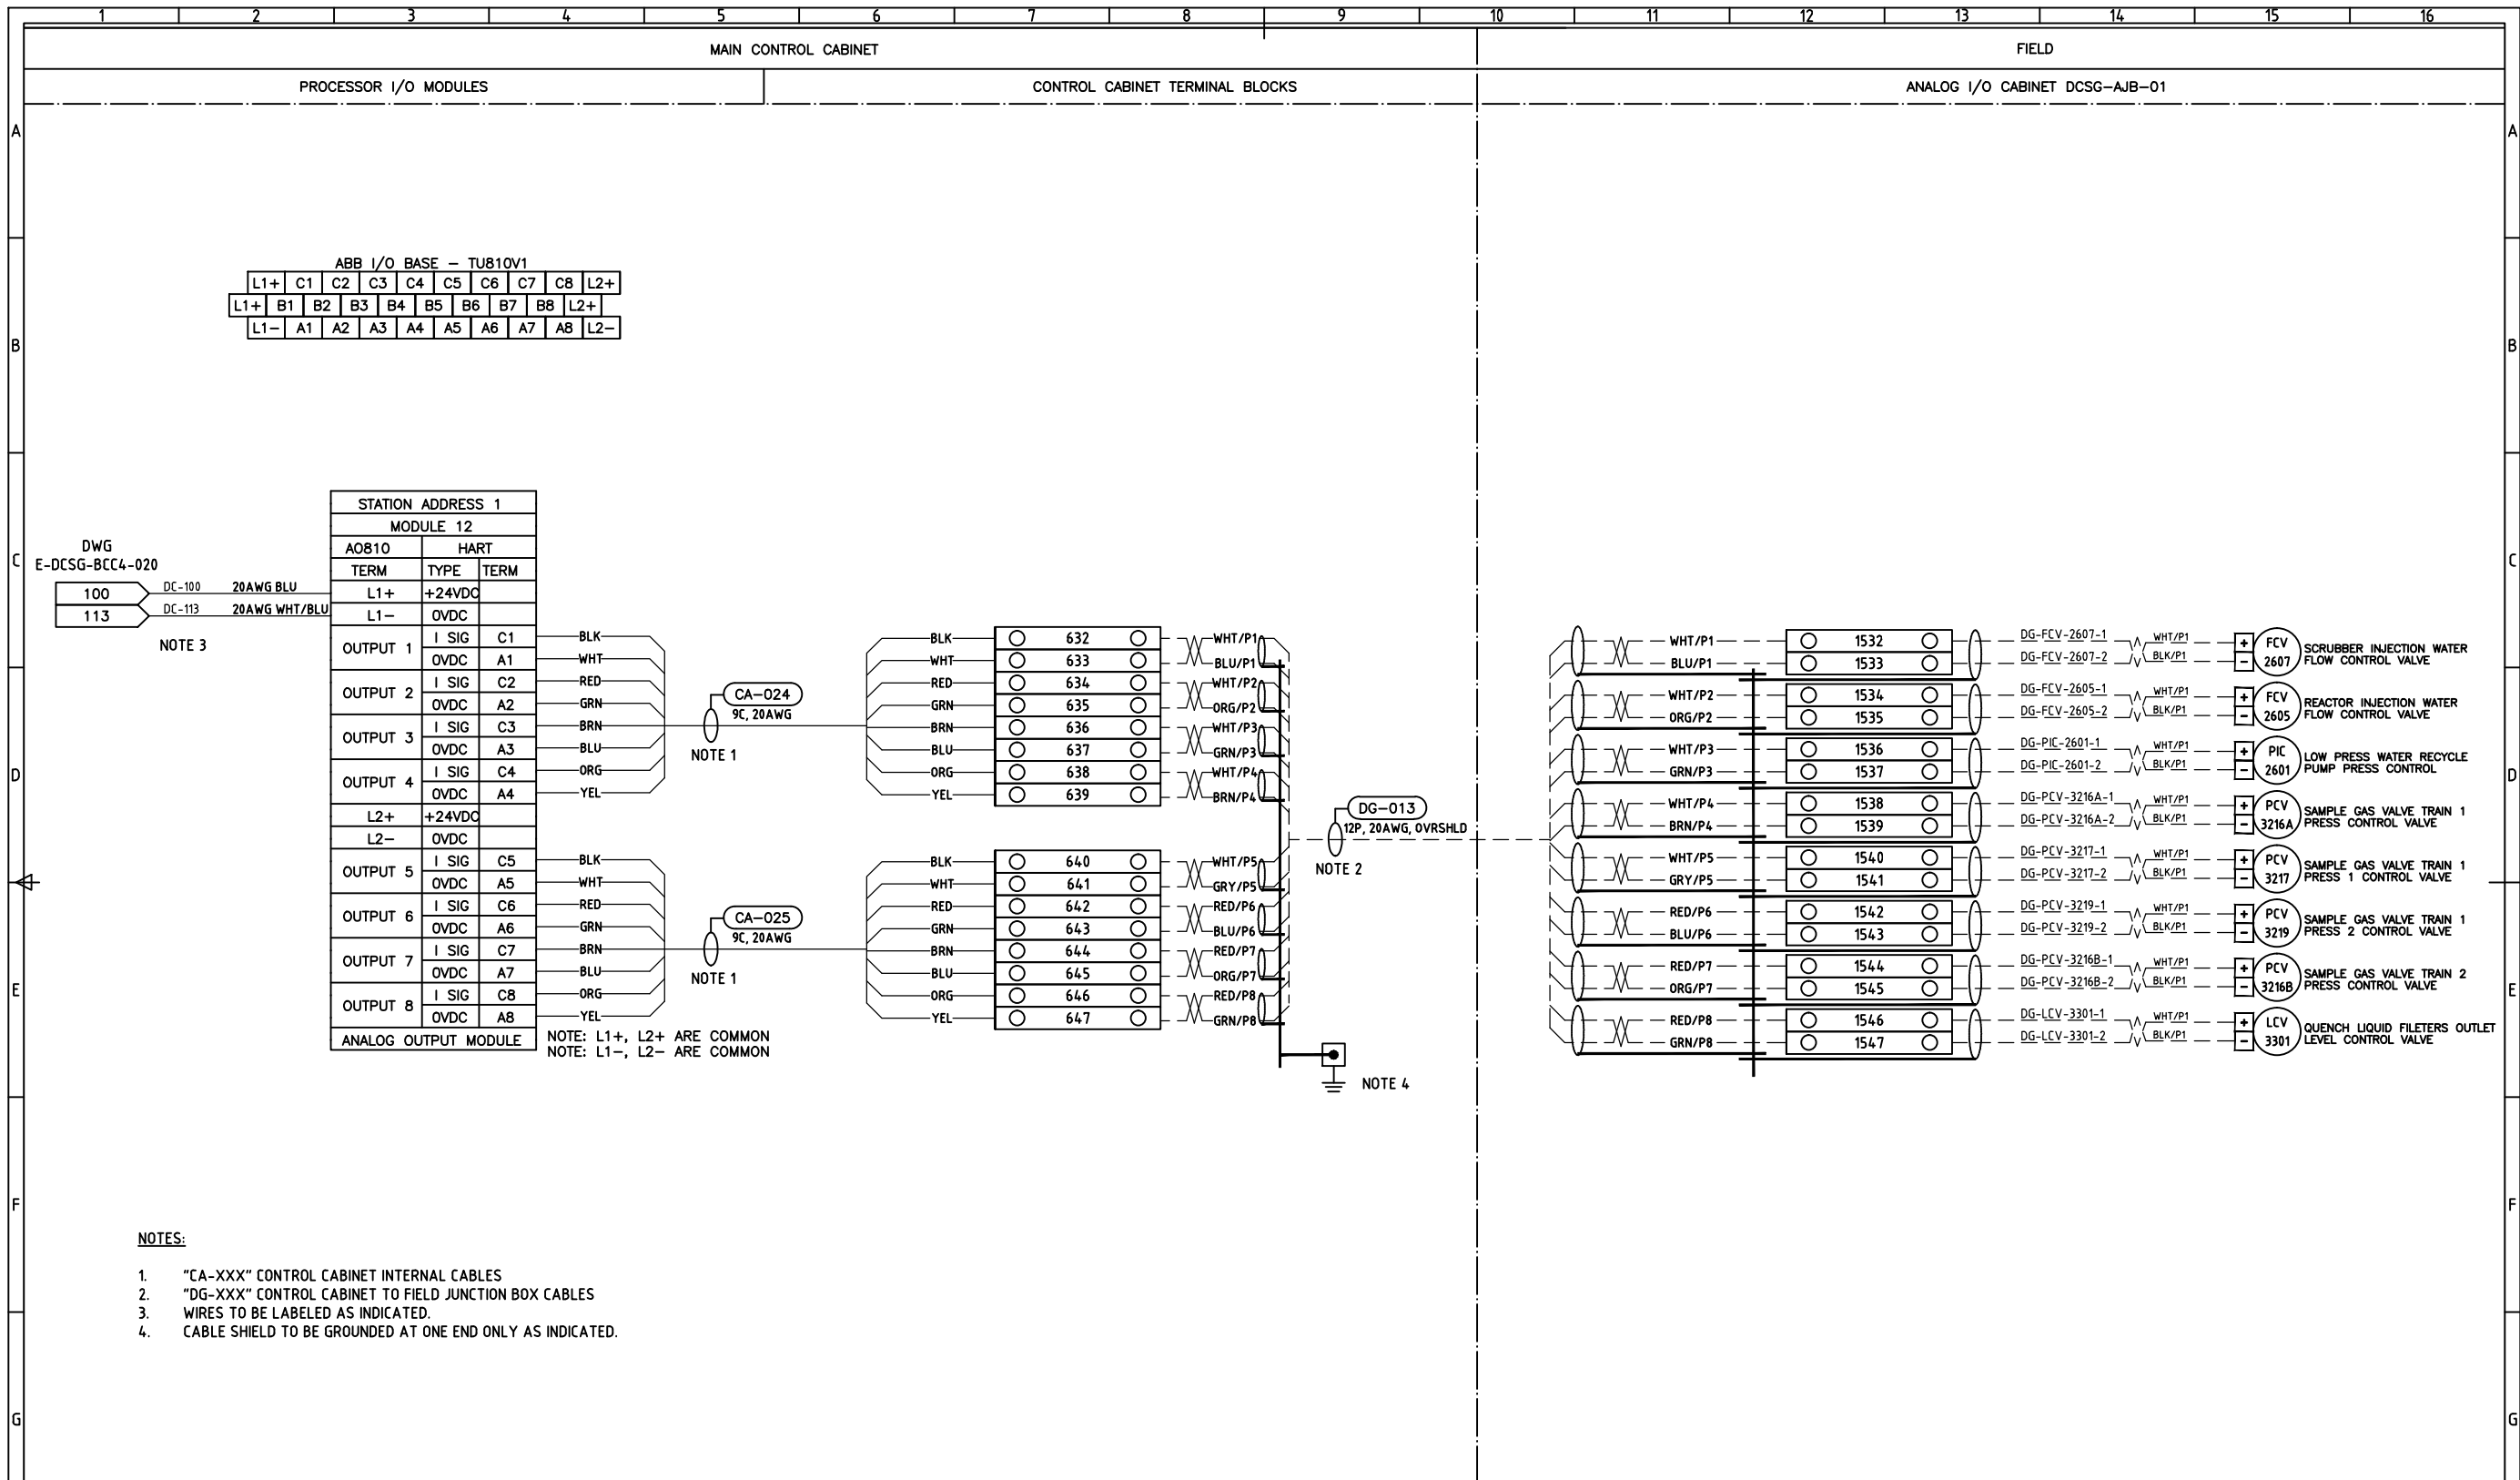 1 2 3 4 5 6 7 8 9 10 11 12 13 14 15 16
MAIN CONTROL CABINET
FIELD
PROCESSOR I/O MODULES
CONTROL CABINET TERMINAL BLOCKS
ANALOG I/O CABINET DCSG-AJB-01
A A
B B
C C
D D
E E
F F
G G
ABB I/O BASE - TU810V1
L1+ C1 C2 C3 C4 C5 C6 C7 C8 L2+
L1+ B1 B2 B3 B4 B5 B6 B7 B8 L2+
L1- A1 A2 A3 A4 A5 A6 A7 A8 L2-
DWG
E-DCSG-BCC4-020
100 DC-100 20AWG BLU
113 DC-113 20AWG WHT/BLU
NOTE 3
STATION ADDRESS 1
MODULE 12
AO810 HART
TERM TYPE TERM
L1+ +24VDC
L1- 0VDC
OUTPUT 1 I SIG C1 BLK
0VDC A1 WHT
OUTPUT 2 I SIG C2 RED
0VDC A2 GRN
OUTPUT 3 I SIG C3 BRN
0VDC A3 BLU
OUTPUT 4 I SIG C4 ORG
0VDC A4 YEL
L2+ +24VDC
L2- 0VDC
OUTPUT 5 I SIG C5 BLK
0VDC A5 WHT
OUTPUT 6 I SIG C6 RED
0VDC A6 GRN
OUTPUT 7 I SIG C7 BRN
0VDC A7 BLU
OUTPUT 8 I SIG C8 ORG
0VDC A8 YEL
ANALOG OUTPUT MODULE
NOTE: L1+, L2+ ARE COMMON
NOTE: L1-, L2- ARE COMMON
CA-024
9C, 20AWG
NOTE 1
CA-025
9C, 20AWG
NOTE 1
BLK 632 WHT/P1
WHT 633 BLU/P1
RED 634 WHT/P2
GRN 635 ORG/P2
BRN 636 WHT/P3
BLU 637 GRN/P3
ORG 638 WHT/P4
YEL 639 BRN/P4
BLK 640 WHT/P5
WHT 641 GRY/P5
RED 642 RED/P6
GRN 643 BLU/P6
BRN 644 RED/P7
BLU 645 ORG/P7
ORG 646 RED/P8
YEL 647 GRN/P8
DG-013
12P, 20AWG, OVRSHLD
NOTE 2
NOTE 4
WHT/P1 1532 DG-FCV-2607-1 WHT/P1 + FCV
BLU/P1 1533 DG-FCV-2607-2 BLK/P1 - 2607
SCRUBBER INJECTION WATER
FLOW CONTROL VALVE
WHT/P2 1534 DG-FCV-2605-1 WHT/P1 + FCV
ORG/P2 1535 DG-FCV-2605-2 BLK/P1 - 2605
REACTOR INJECTION WATER
FLOW CONTROL VALVE
WHT/P3 1536 DG-PIC-2601-1 WHT/P1 + PIC
GRN/P3 1537 DG-PIC-2601-2 BLK/P1 - 2601
LOW PRESS WATER RECYCLE
PUMP PRESS CONTROL
WHT/P4 1538 DG-PCV-3216A-1 WHT/P1 + PCV
BRN/P4 1539 DG-PCV-3216A-2 BLK/P1 - 3216A
SAMPLE GAS VALVE TRAIN 1
PRESS CONTROL VALVE
WHT/P5 1540 DG-PCV-3217-1 WHT/P1 + PCV
GRY/P5 1541 DG-PCV-3217-2 BLK/P1 - 3217
SAMPLE GAS VALVE TRAIN 1
PRESS 1 CONTROL VALVE
RED/P6 1542 DG-PCV-3219-1 WHT/P1 + PCV
BLU/P6 1543 DG-PCV-3219-2 BLK/P1 - 3219
SAMPLE GAS VALVE TRAIN 1
PRESS 2 CONTROL VALVE
RED/P7 1544 DG-PCV-3216B-1 WHT/P1 + PCV
ORG/P7 1545 DG-PCV-3216B-2 BLK/P1 - 3216B
SAMPLE GAS VALVE TRAIN 2
PRESS CONTROL VALVE
RED/P8 1546 DG-LCV-3301-1 WHT/P1 + LCV
GRN/P8 1547 DG-LCV-3301-2 BLK/P1 - 3301
QUENCH LIQUID FILETERS OUTLET
LEVEL CONTROL VALVE
NOTES:
1. "CA-XXX" CONTROL CABINET INTERNAL CABLES
2. "DG-XXX" CONTROL CABINET TO FIELD JUNCTION BOX CABLES
3. WIRES TO BE LABELED AS INDICATED.
4. CABLE SHIELD TO BE GROUNDED AT ONE END ONLY AS INDICATED.